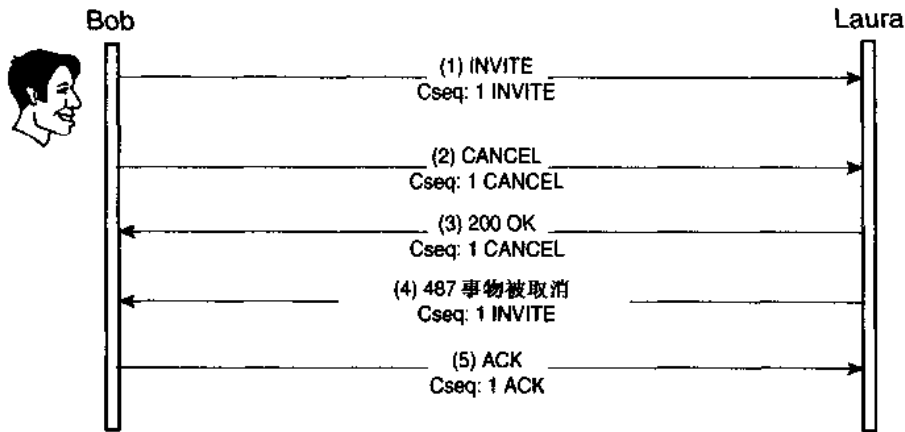 Bob
Laura
(1) INVITE
Cseq: 1 INVITE
(2) CANCEL
Cseq: 1 CANCEL
(3) 200 OK
Cseq: 1 CANCEL
(4) 487 事物被取消
Cseq: 1 INVITE
(5) ACK
Cseq: 1 ACK